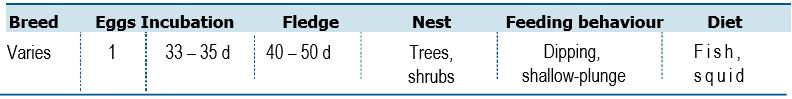 Breed Eggs Incubation Fledge Nest Feeding behaviour Diet
Varies 1 33 – 35 d 40 – 50 d Trees, Dipping, Fish,
shrubs shallow-plunge squid